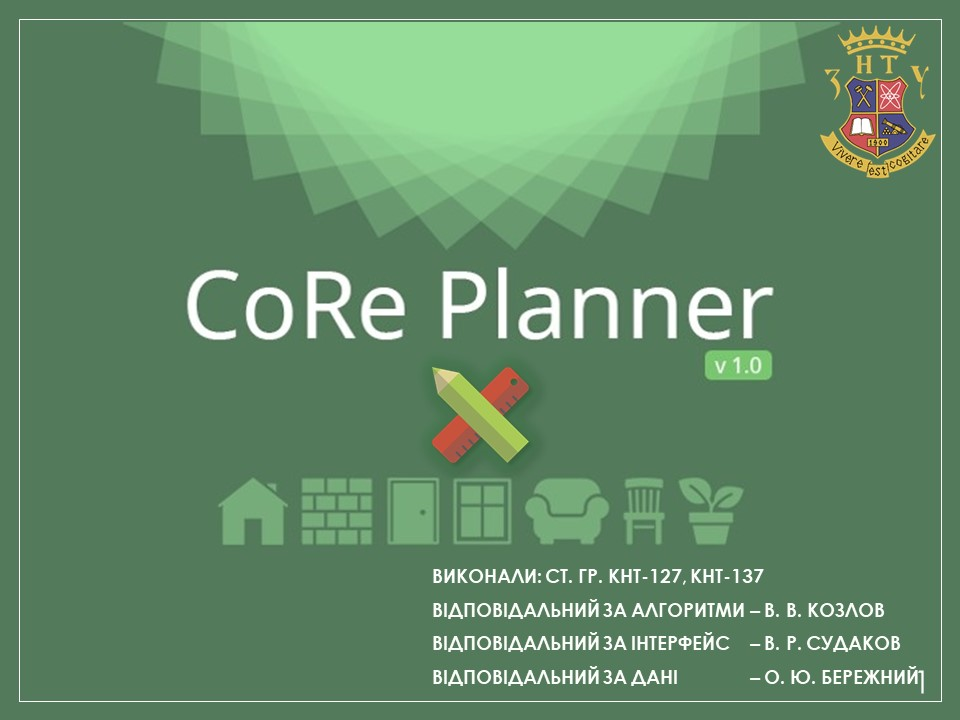 З Н Т У
1900
Vivere est cogitare
CoRe Planner
v 1.0
ВИКОНАЛИ: СТ. ГР. КНТ-127, КНТ-137
ВІДПОВІДАЛЬНИЙ ЗА АЛГОРИТМИ – В. В. КОЗЛОВ
ВІДПОВІДАЛЬНИЙ ЗА ІНТЕРФЕЙС – В. Р. СУДАКОВ
ВІДПОВІДАЛЬНИЙ ЗА ДАНІ – О. Ю. БЕРЕЖНИЙ
1